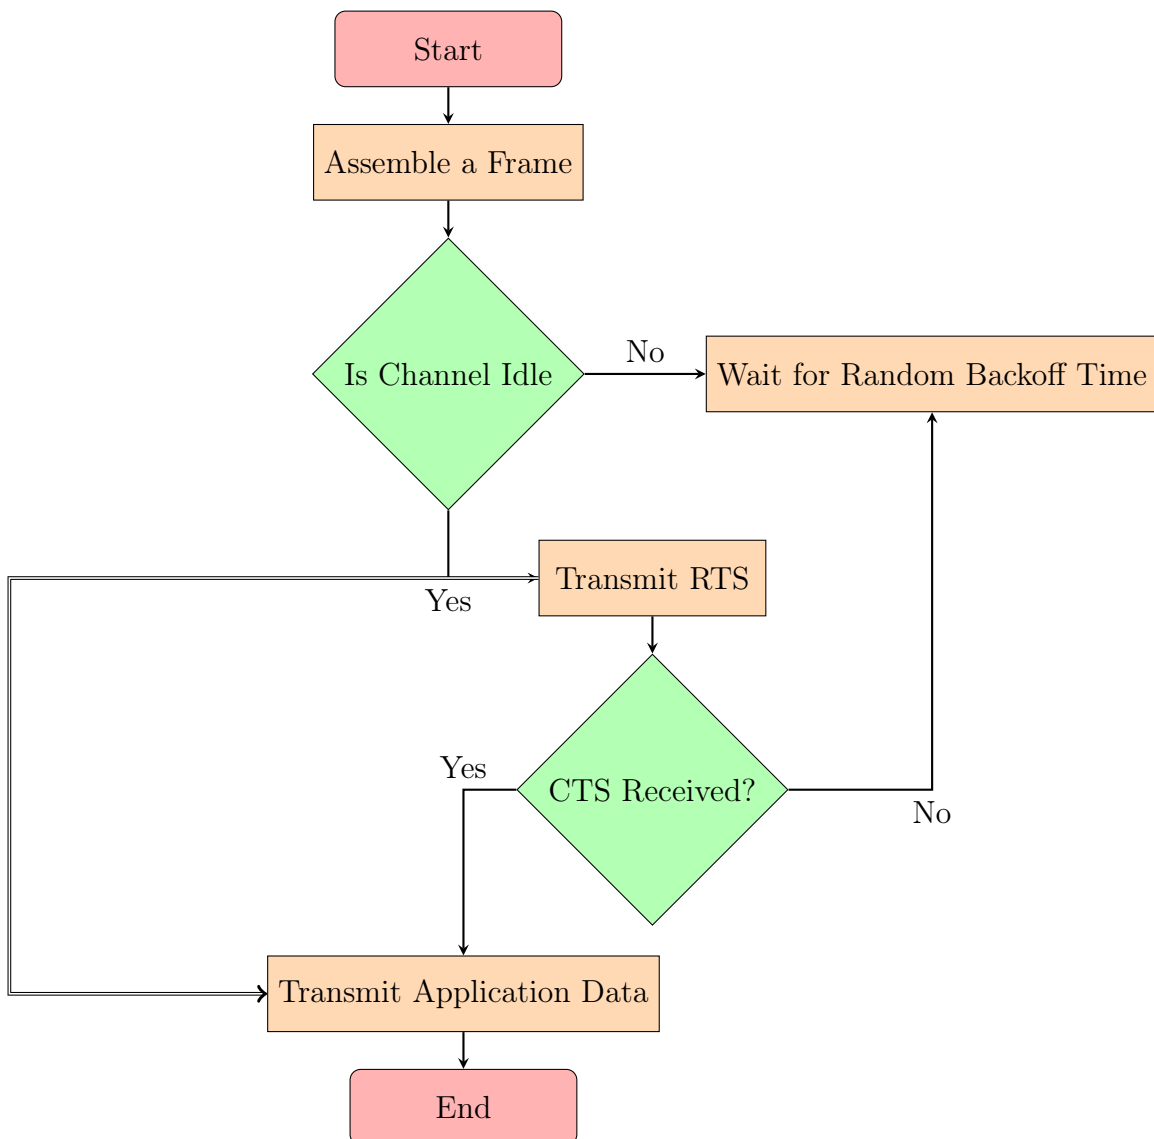 Start
Assemble a Frame
Is Channel Idle
No
Wait for Random Backoff Time
Yes
Transmit RTS
Yes
CTS Received?
No
Transmit Application Data
End